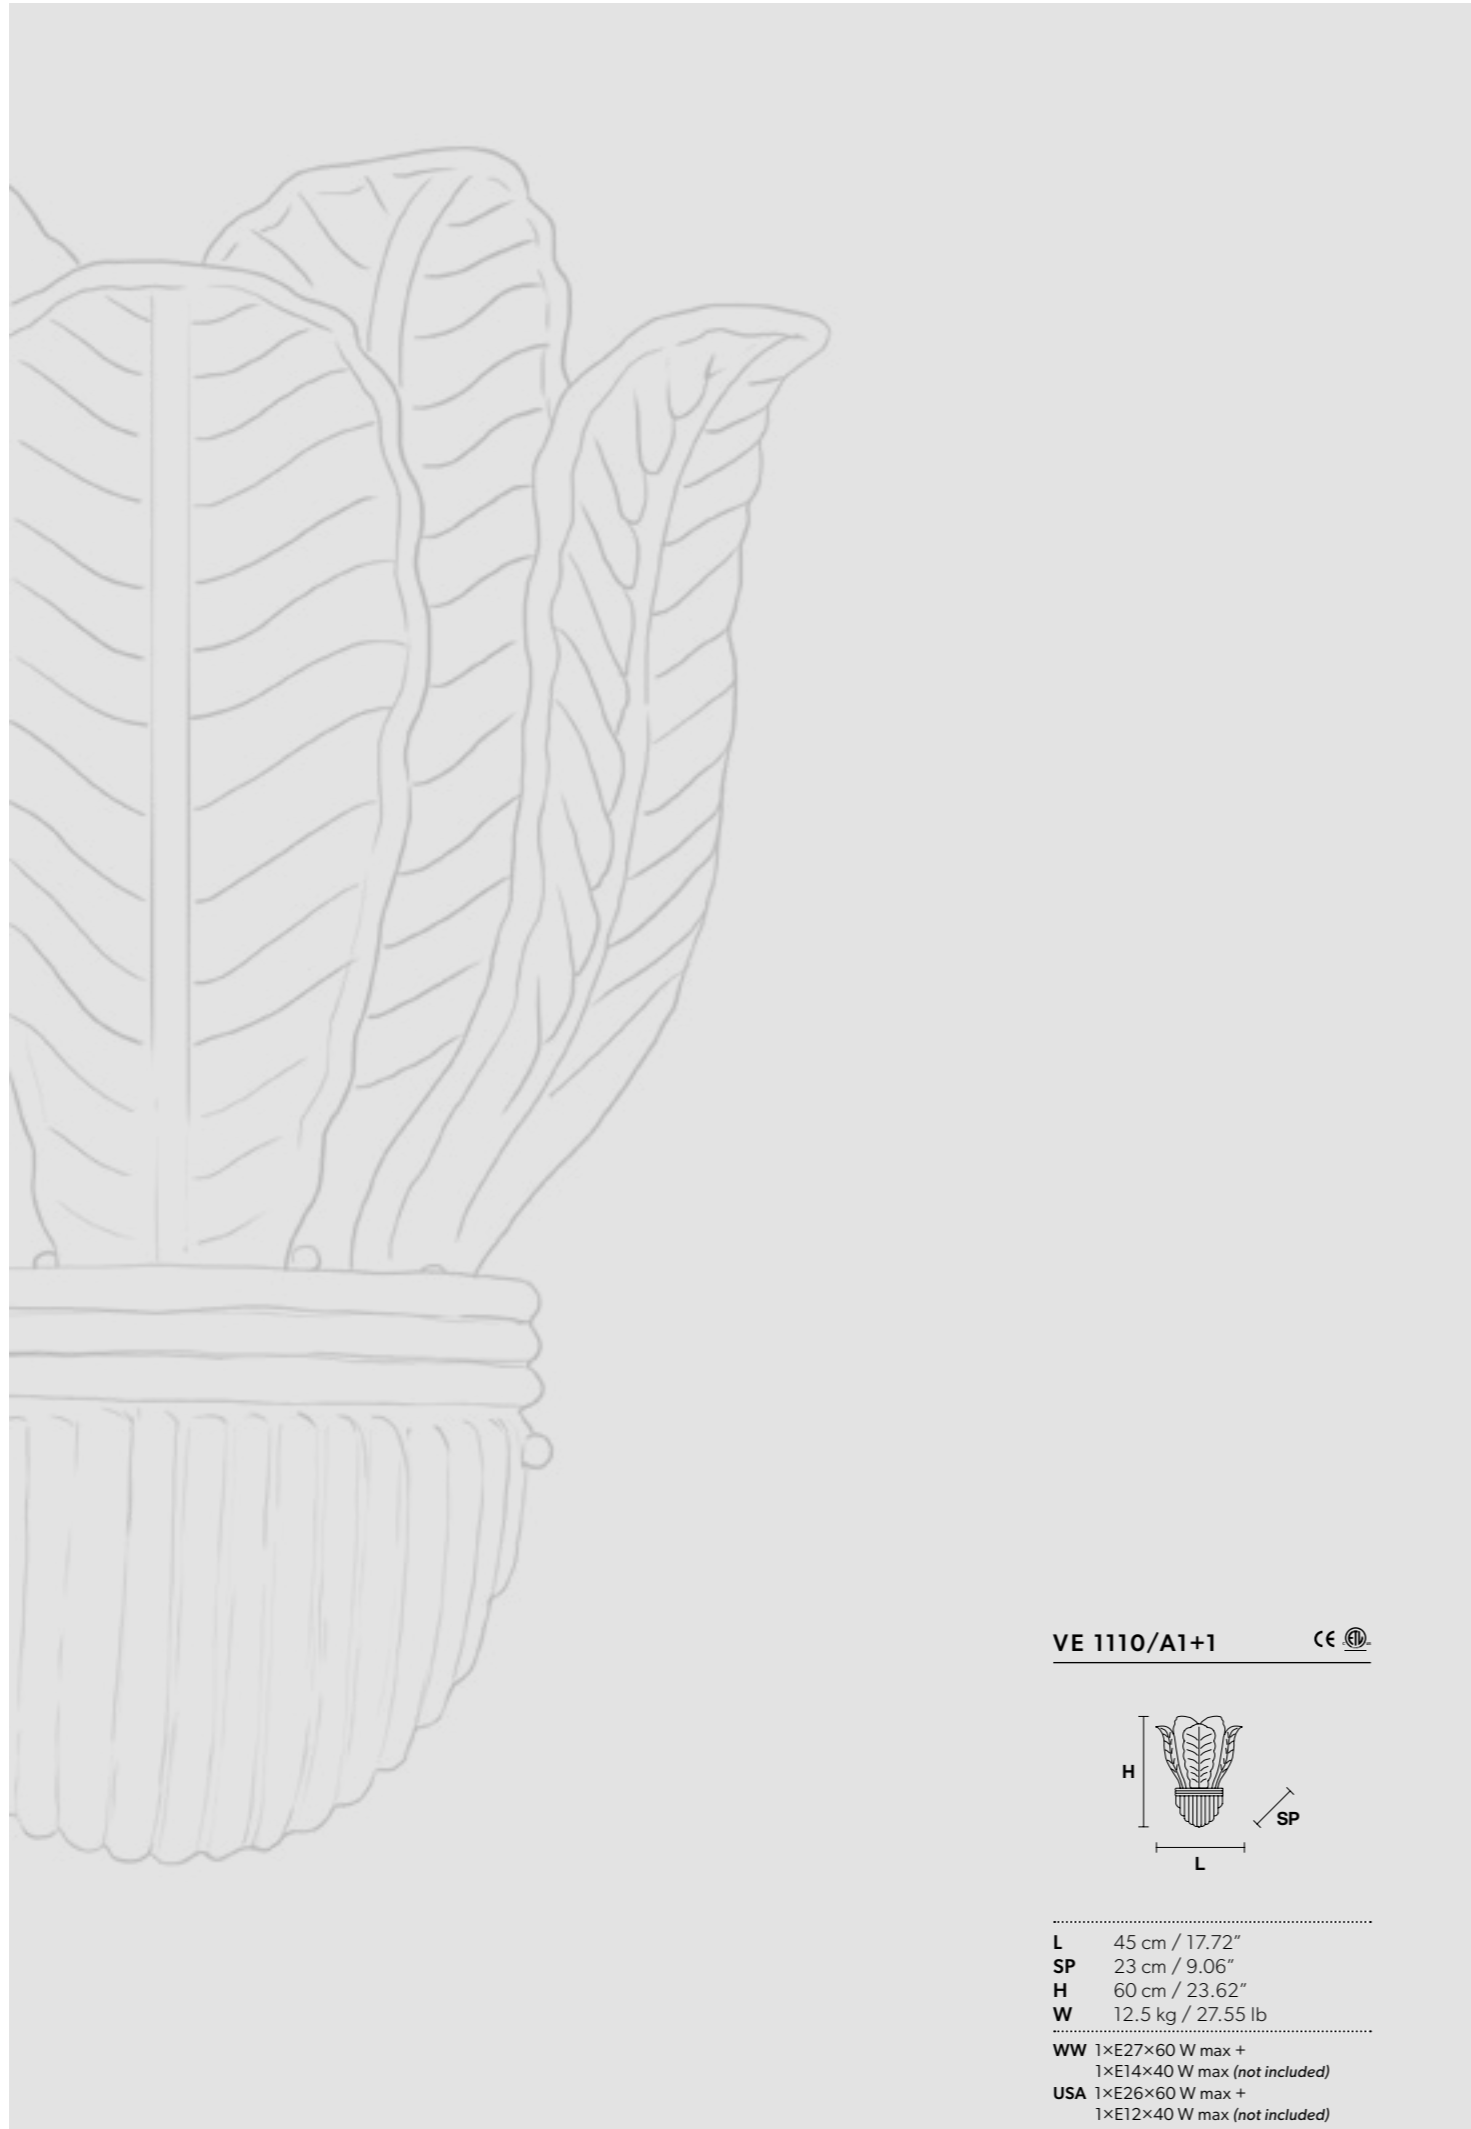 VE 1110/A1+1 CE ETL
H
SP
L
L 45 cm / 17.72”
SP 23 cm / 9.06”
H 60 cm / 23.62”
W 12.5 kg / 27.55 lb
WW 1×E27×60 W max +
1×E14×40 W max (not included)
USA 1×E26×60 W max +
1×E12×40 W max (not included)